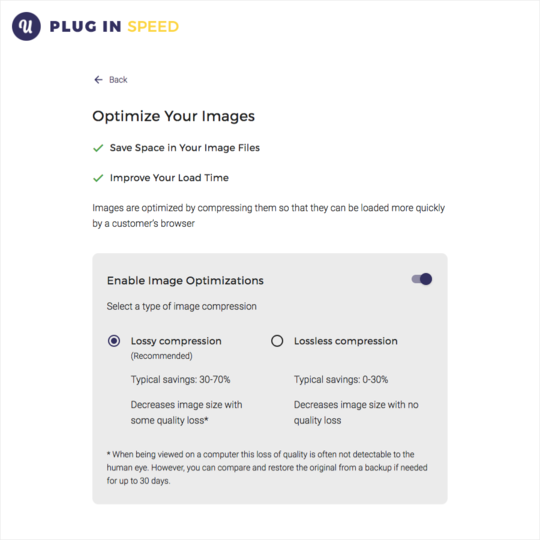 U PLUG IN SPEED
Back
Optimize Your Images
Save Space in Your Image Files
Improve Your Load Time
Images are optimized by compressing them so that they can be loaded more quickly
by a customer's browser
Enable Image Optimizations
Select a type of image compression
Lossy compression
(Recommended)
Typical savings: 30-70%
Decreases image size with
some quality loss*
Lossless compression
Typical savings: 0-30%
Decreases image size with no
quality loss
* When being viewed on a computer this loss of quality is often not detectable to the
human eye. However, you can compare and restore the original from a backup if needed
for up to 30 days.